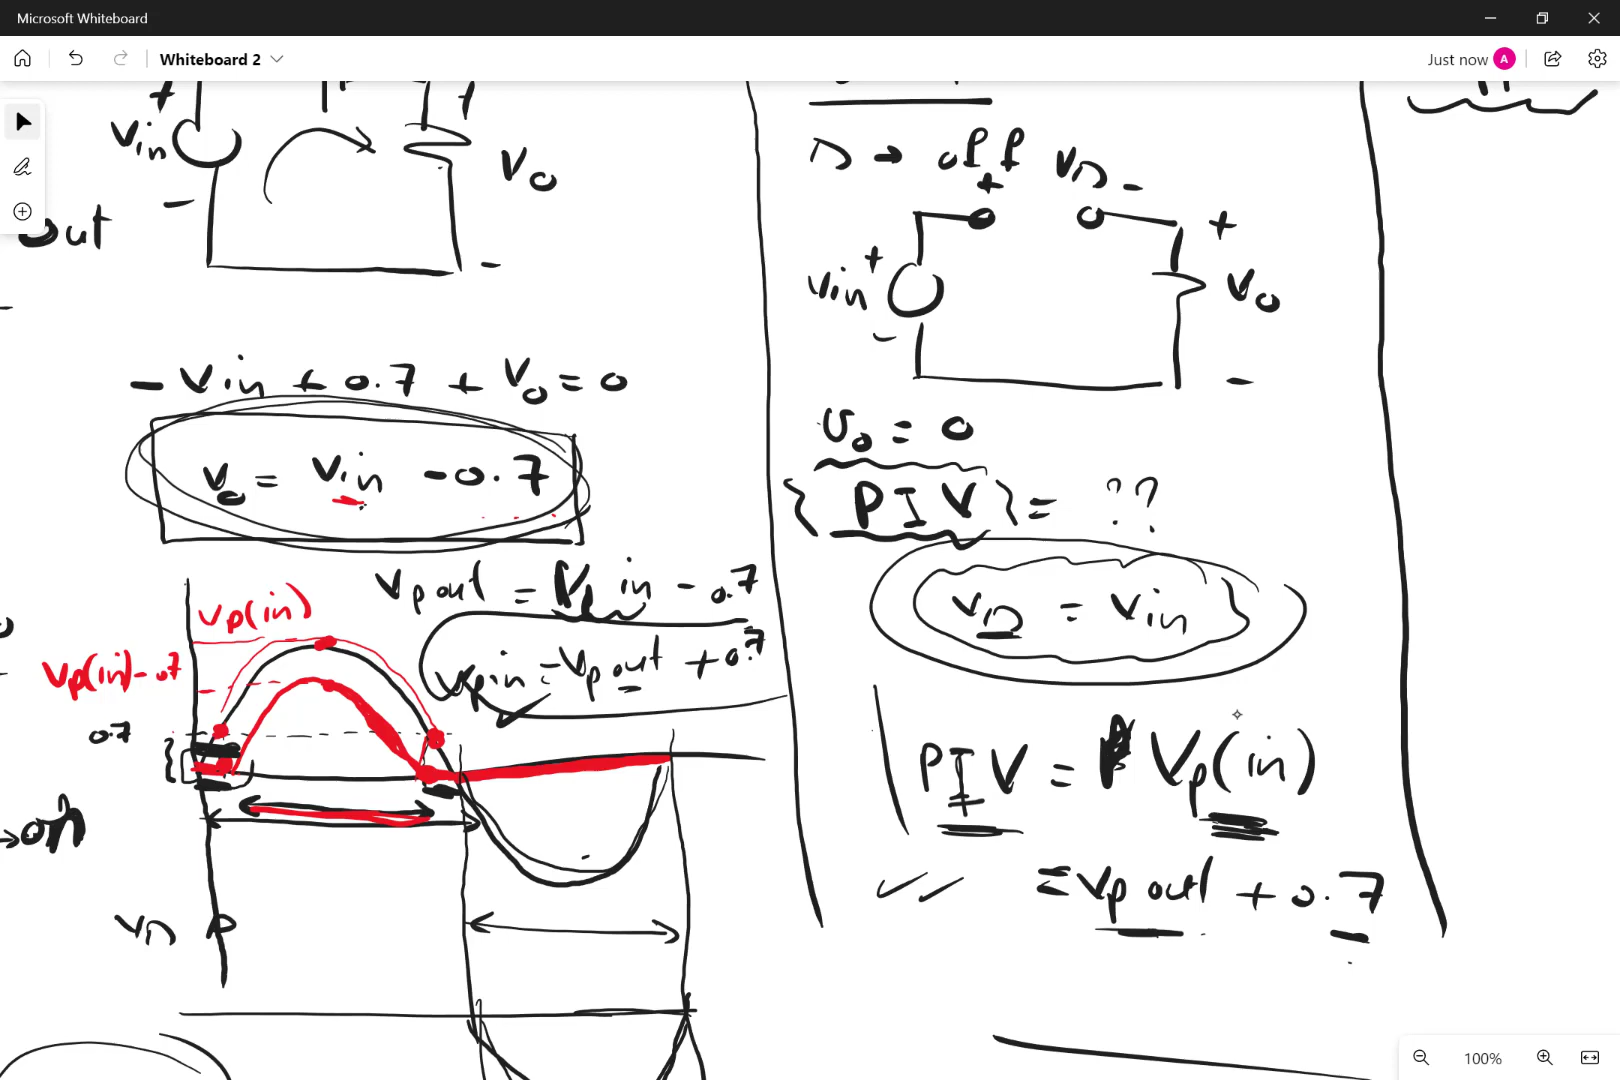 Microsoft Whiteboard
Whiteboard 2
Just now A
+ +
Vin
Vo
-
out
-
-Vin + 0.7 + Vo = 0
Vo = Vin - 0.7
Vp out = Vp in - 0.7
Vp in = Vp out + 0.7
Vp(in)
Vp(in)-0.7
0.7
→ on
VD
D → off VD
+ -
+
Vin
-
+
Vo
-
Vo = 0
{PIV} = ??
VD = Vin
PIV = Vp(in)
= Vp out + 0.7
100%